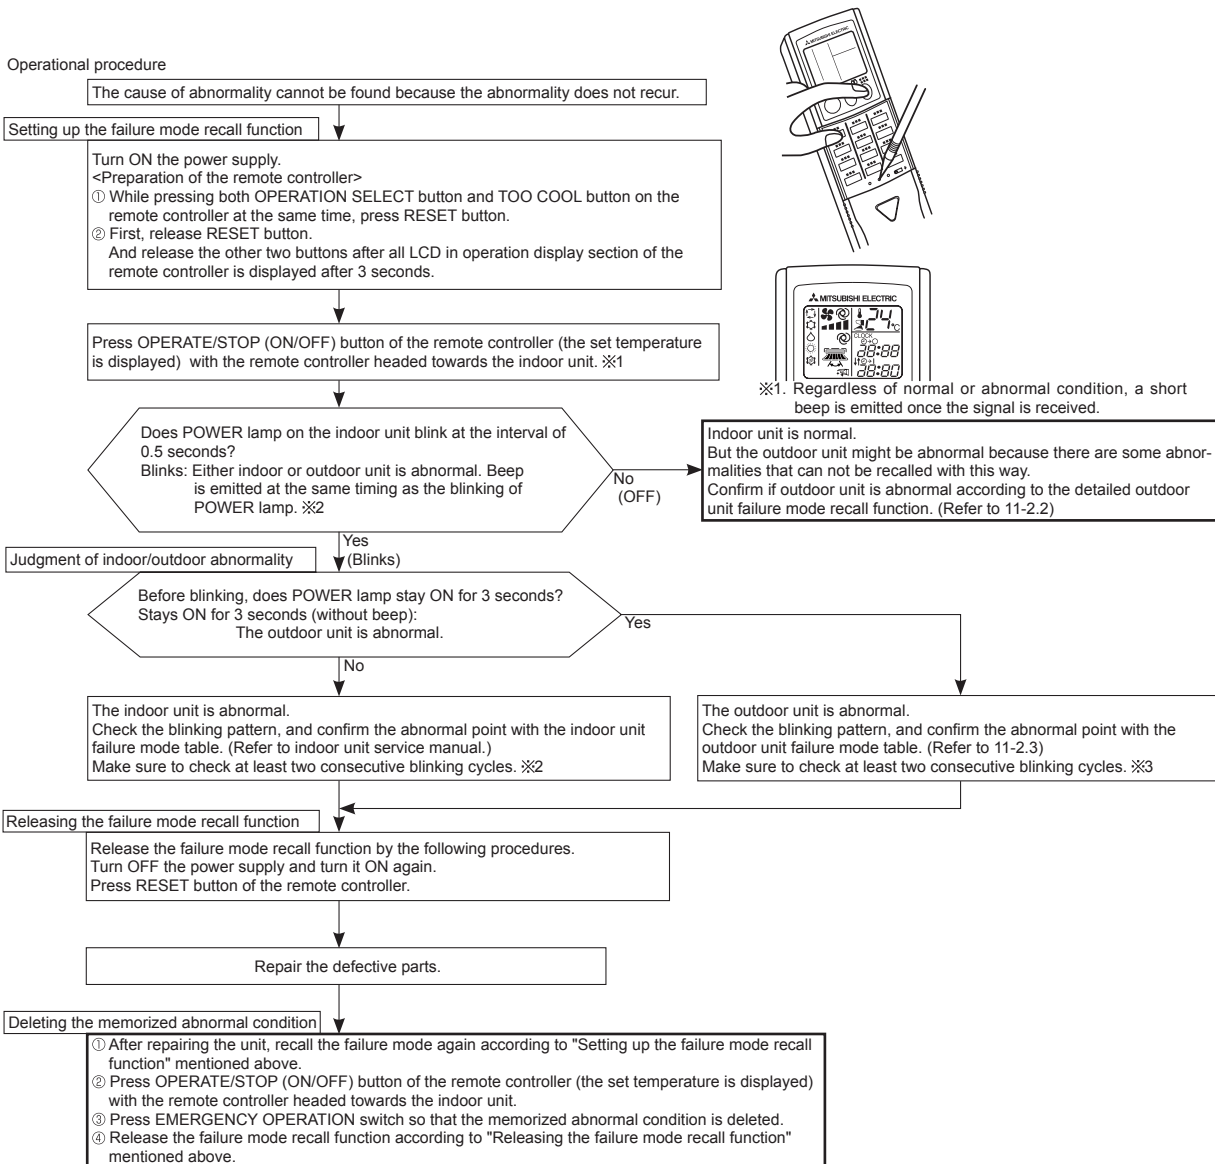 Operational procedure
The cause of abnormality cannot be found because the abnormality does not recur.
Setting up the failure mode recall function
Turn ON the power supply.
<Preparation of the remote controller>
① While pressing both OPERATION SELECT button and TOO COOL button on the
remote controller at the same time, press RESET button.
② First, release RESET button.
And release the other two buttons after all LCD in operation display section of the
remote controller is displayed after 3 seconds.
MITSUBISHI ELECTRIC
MITSUBISHI ELECTRIC
24°C
CLOCK
88:88
88:80
Press OPERATE/STOP (ON/OFF) button of the remote controller (the set temperature
is displayed) with the remote controller headed towards the indoor unit. ※1
※1. Regardless of normal or abnormal condition, a short
beep is emitted once the signal is received.
Does POWER lamp on the indoor unit blink at the interval of
0.5 seconds?
Blinks: Either indoor or outdoor unit is abnormal. Beep
is emitted at the same timing as the blinking of
POWER lamp. ※2
No
(OFF)
Indoor unit is normal.
But the outdoor unit might be abnormal because there are some abnor-
malities that can not be recalled with this way.
Confirm if outdoor unit is abnormal according to the detailed outdoor
unit failure mode recall function. (Refer to 11-2.2)
Yes
(Blinks)
Judgment of indoor/outdoor abnormality
Before blinking, does POWER lamp stay ON for 3 seconds?
Stays ON for 3 seconds (without beep):
The outdoor unit is abnormal.
Yes
No
The indoor unit is abnormal.
Check the blinking pattern, and confirm the abnormal point with the indoor unit
failure mode table. (Refer to indoor unit service manual.)
Make sure to check at least two consecutive blinking cycles. ※2
The outdoor unit is abnormal.
Check the blinking pattern, and confirm the abnormal point with the
outdoor unit failure mode table. (Refer to 11-2.3)
Make sure to check at least two consecutive blinking cycles. ※3
Releasing the failure mode recall function
Release the failure mode recall function by the following procedures.
Turn OFF the power supply and turn it ON again.
Press RESET button of the remote controller.
Repair the defective parts.
Deleting the memorized abnormal condition
① After repairing the unit, recall the failure mode again according to "Setting up the failure mode recall
function" mentioned above.
② Press OPERATE/STOP (ON/OFF) button of the remote controller (the set temperature is displayed)
with the remote controller headed towards the indoor unit.
③ Press EMERGENCY OPERATION switch so that the memorized abnormal condition is deleted.
④ Release the failure mode recall function according to "Releasing the failure mode recall function"
mentioned above.